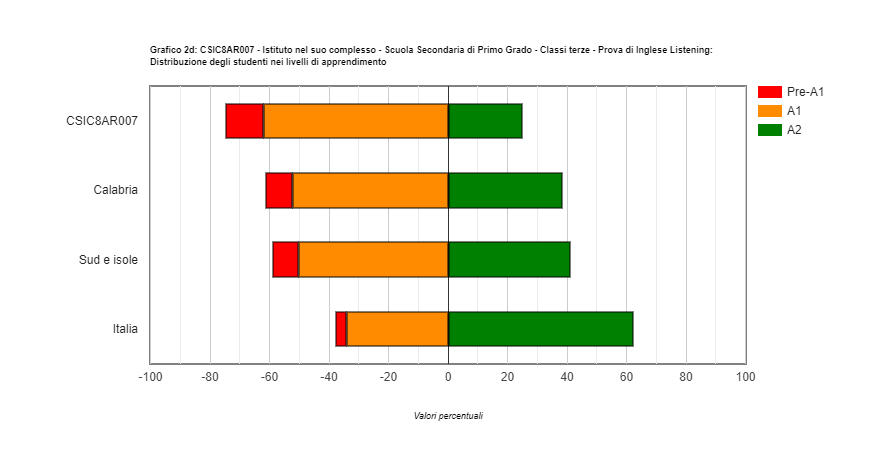 Grafico 2d: CSIC8AR007 - Istituto nel suo complesso - Scuola Secondaria di Primo Grado - Classi terze - Prova di Inglese Listening:
Distribuzione degli studenti nei livelli di apprendimento
Pre-A1
A1
A2
CSIC8AR007
Calabria
Sud e isole
Italia
-100 -80 -60 -40 -20 0 20 40 60 80 100
Valori percentuali